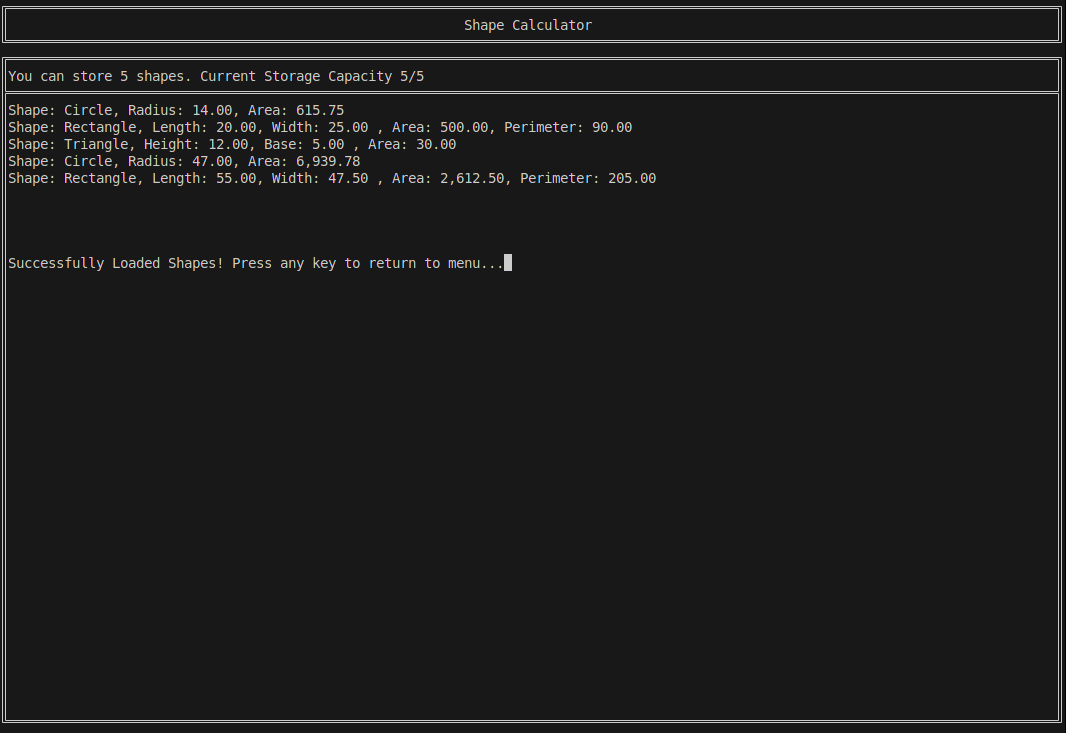 Shape Calculator
You can store 5 shapes. Current Storage Capacity 5/5
Shape: Circle, Radius: 14.00, Area: 615.75
Shape: Rectangle, Length: 20.00, Width: 25.00 , Area: 500.00, Perimeter: 90.00
Shape: Triangle, Height: 12.00, Base: 5.00 , Area: 30.00
Shape: Circle, Radius: 47.00, Area: 6,939.78
Shape: Rectangle, Length: 55.00, Width: 47.50 , Area: 2,612.50, Perimeter: 205.00
Successfully Loaded Shapes! Press any key to return to menu...